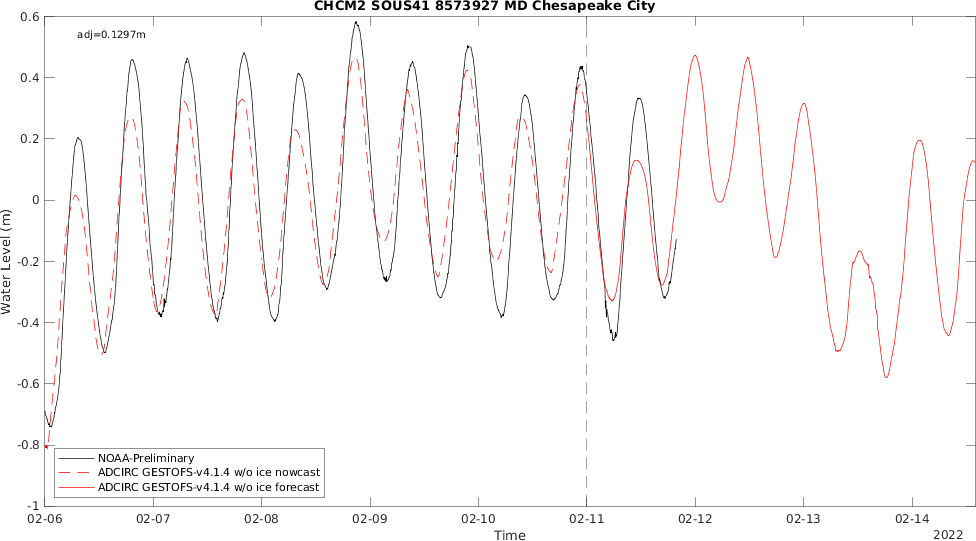 CHCM2 SOUS41 8573927 MD Chesapeake City
adj=0.1297m
Water Level (m)
0.6
0.4
0.2
0
-0.2
-0.4
-0.6
-0.8
-1
NOAA-Preliminary
ADCIRC GESTOFS-v4.1.4 w/o ice nowcast
ADCIRC GESTOFS-v4.1.4 w/o ice forecast
02-06 02-07 02-08 02-09 02-10 02-11 02-12 02-13 02-14
Time
2022